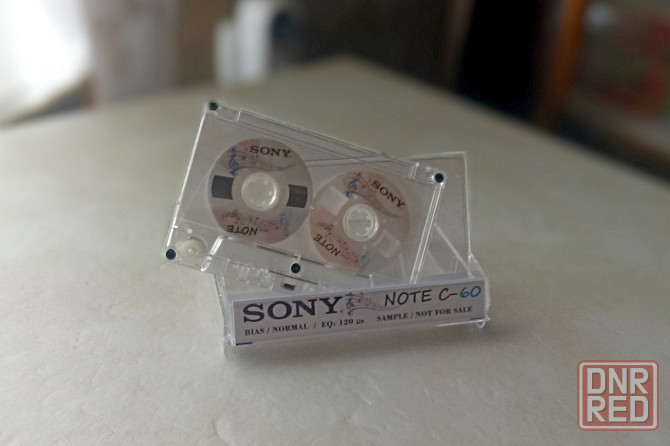 SONY
NOTE
SONY
NOTE
SONY NOTE C-60
BIAS / NORMAL / EQ: 120 μs SAMPLE / NOT FOR SALE
DNR
RED